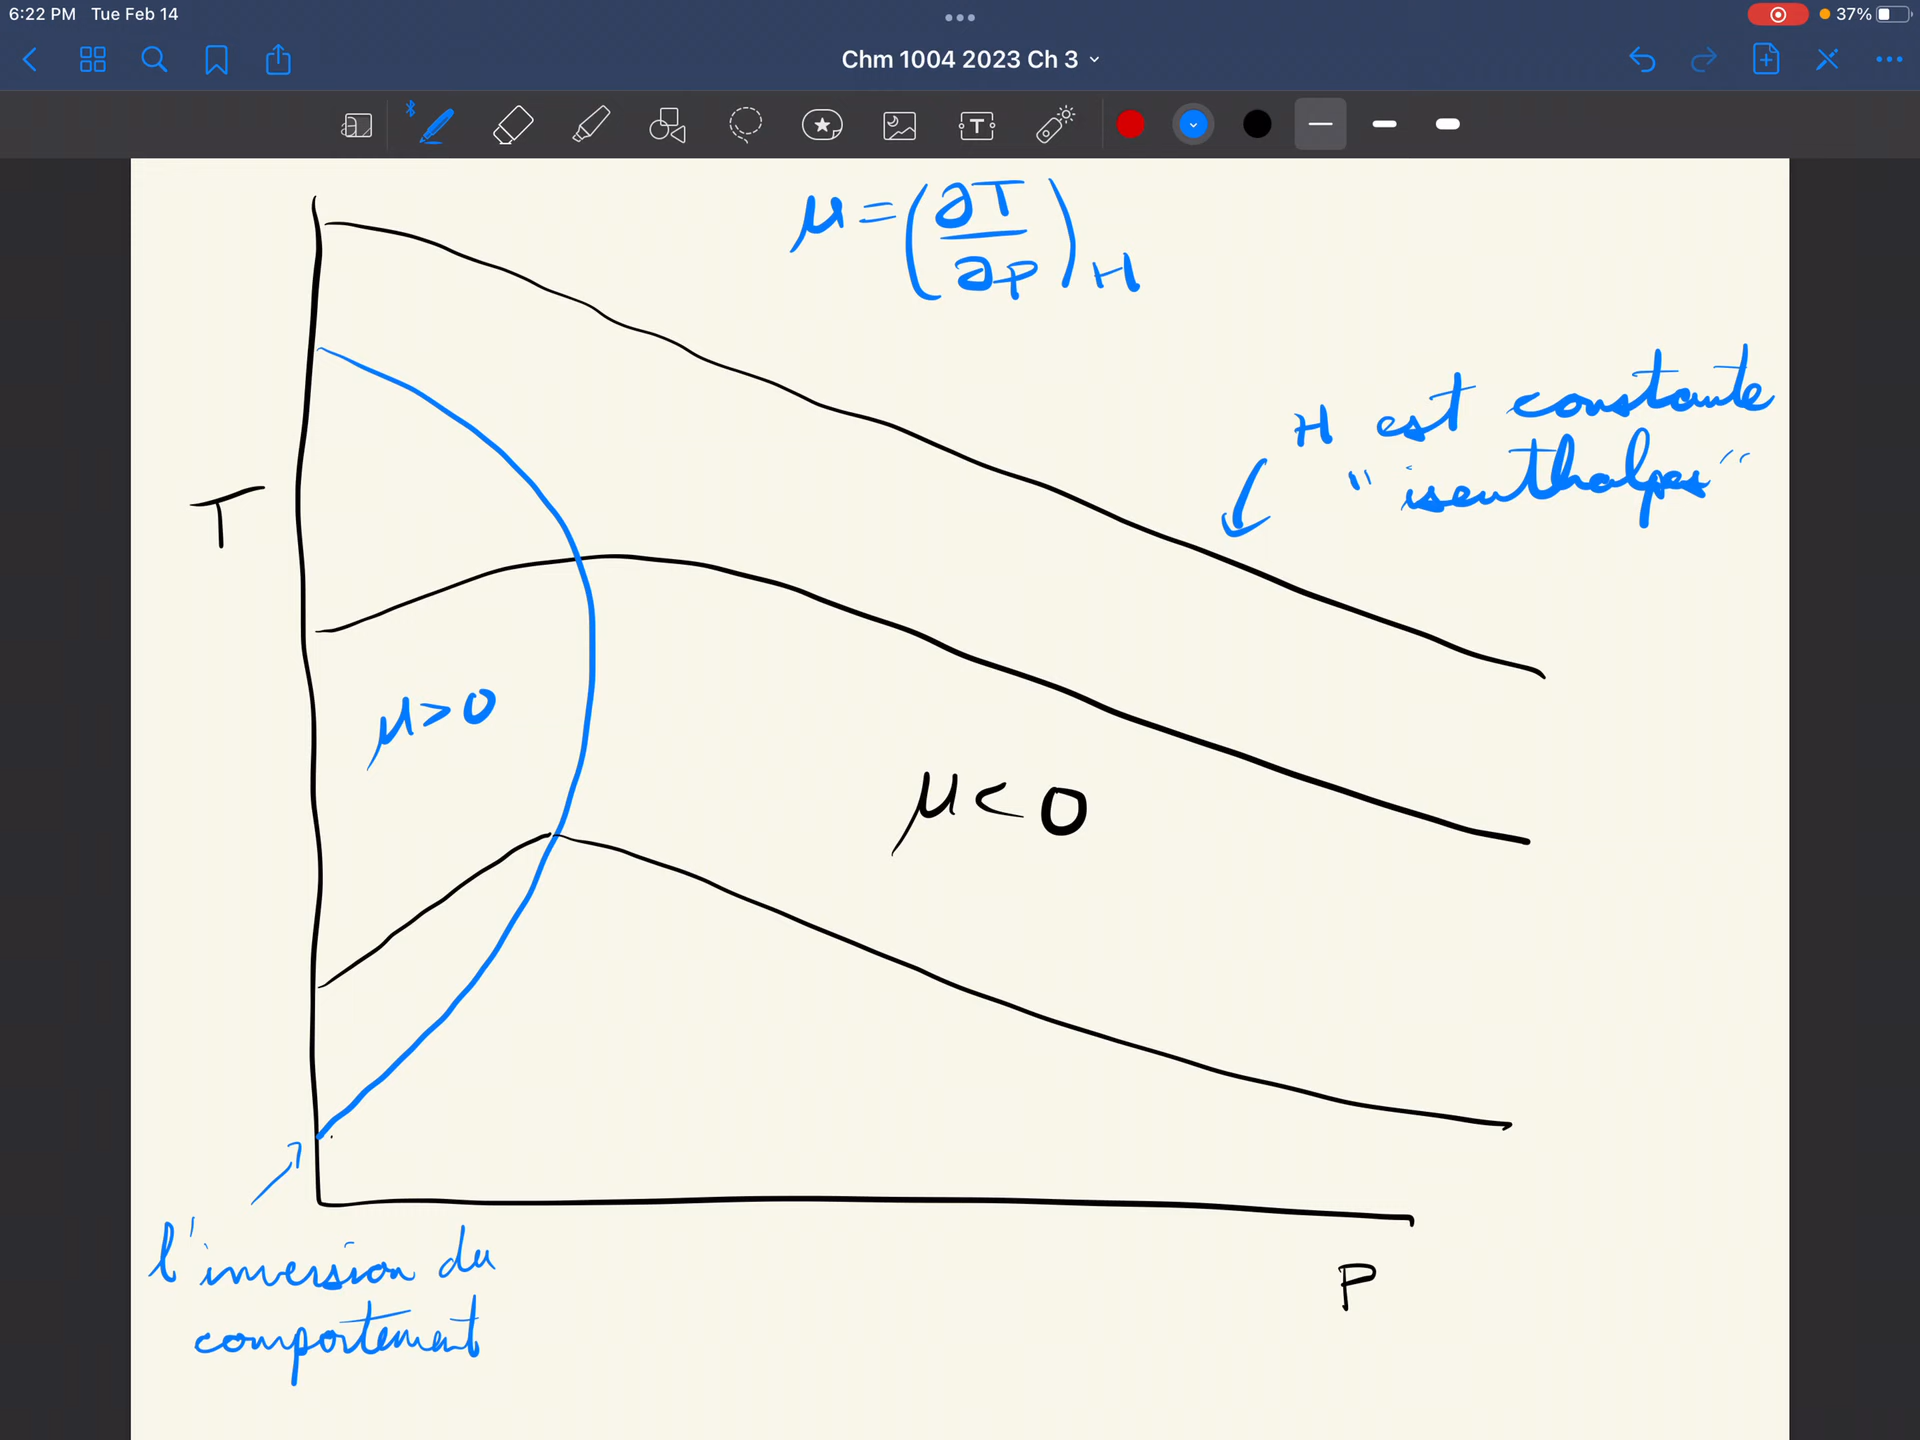 6:22 PM Tue Feb 14
37%
Chm 1004 2023 Ch 3
μ = (∂T/∂P)H
H est constante
"isenthalpes"
T
μ>0
μ<0
P
l'inversion du
comportement